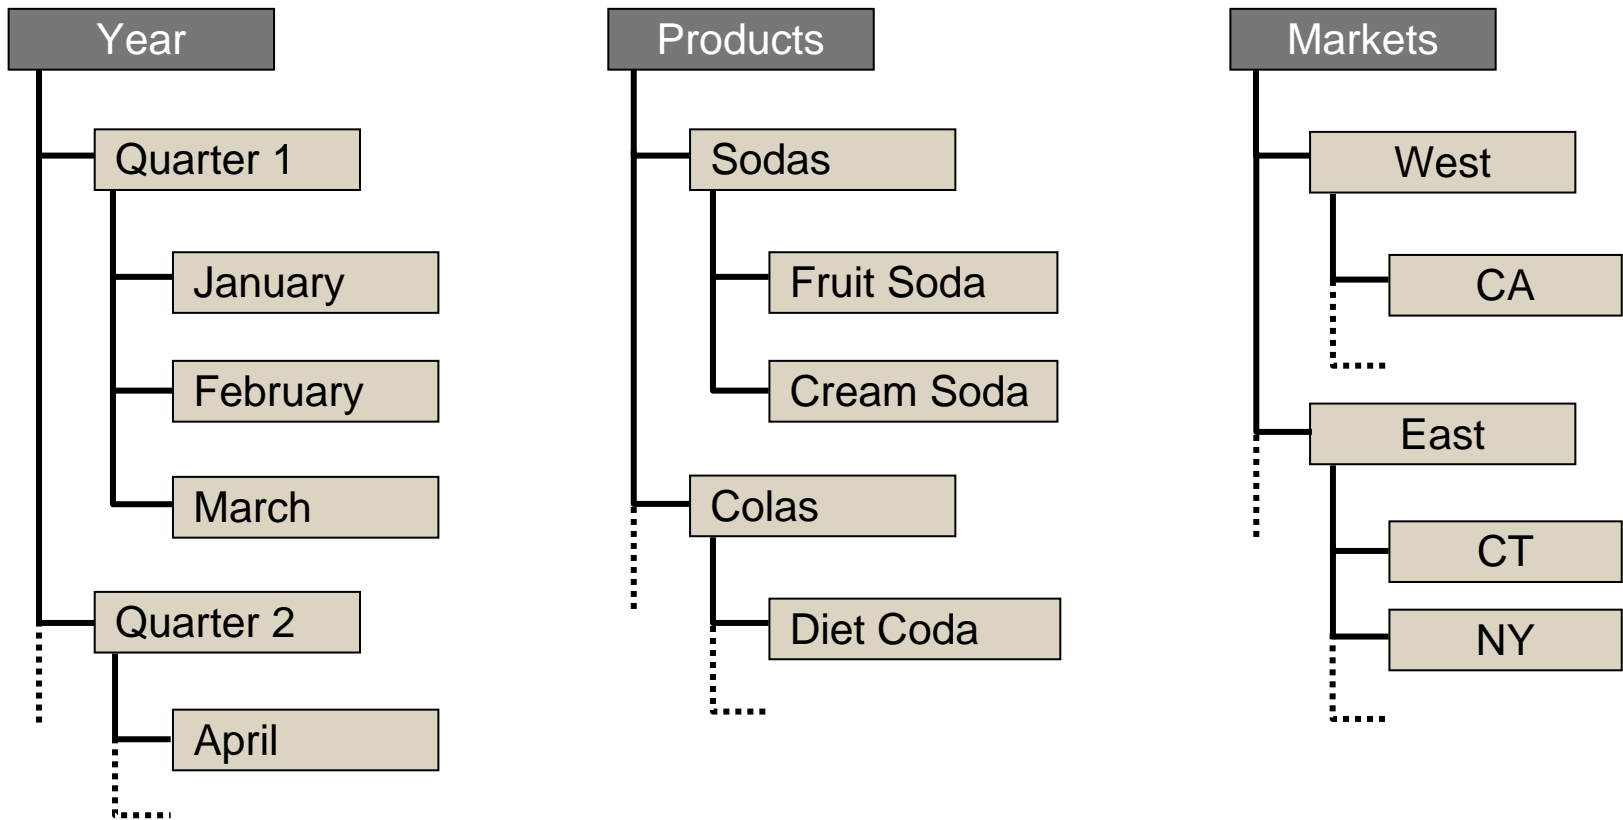 Year
Quarter 1
January
February
March
Quarter 2
April
Products
Sodas
Fruit Soda
Cream Soda
Colas
Diet Coda
Markets
West
CA
East
CT
NY